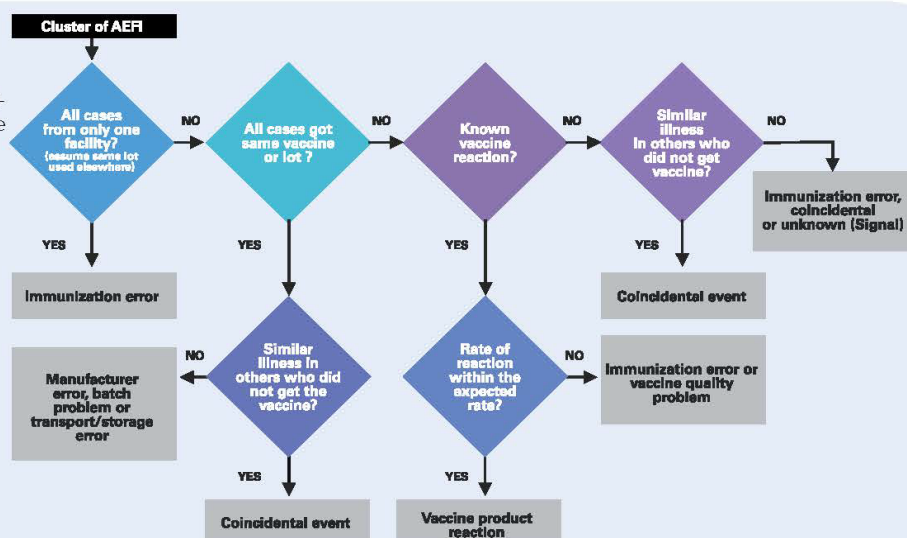 Cluster of AEFI
All cases
from only one
facility?
(assume same lot
used elsewhere)
NO
All cases got
same vaccine
or lot ?
NO
Known
vaccine
reaction?
NO
Similar
illness
in others who
did not get
vaccine?
NO
Immunization error,
coincidental
or unknown (Signal)
YES
YES
YES
YES
Immunization error
Coincidental event
NO
Manufacturer
error, batch
problem or
transport/storage
error
Similar
illness in
others who did
not get the
vaccine?
Rate of
reaction
within the
expected
rate?
NO
Immunization error or
vaccine quality
problem
YES
YES
Coincidental event
Vaccine product
reaction